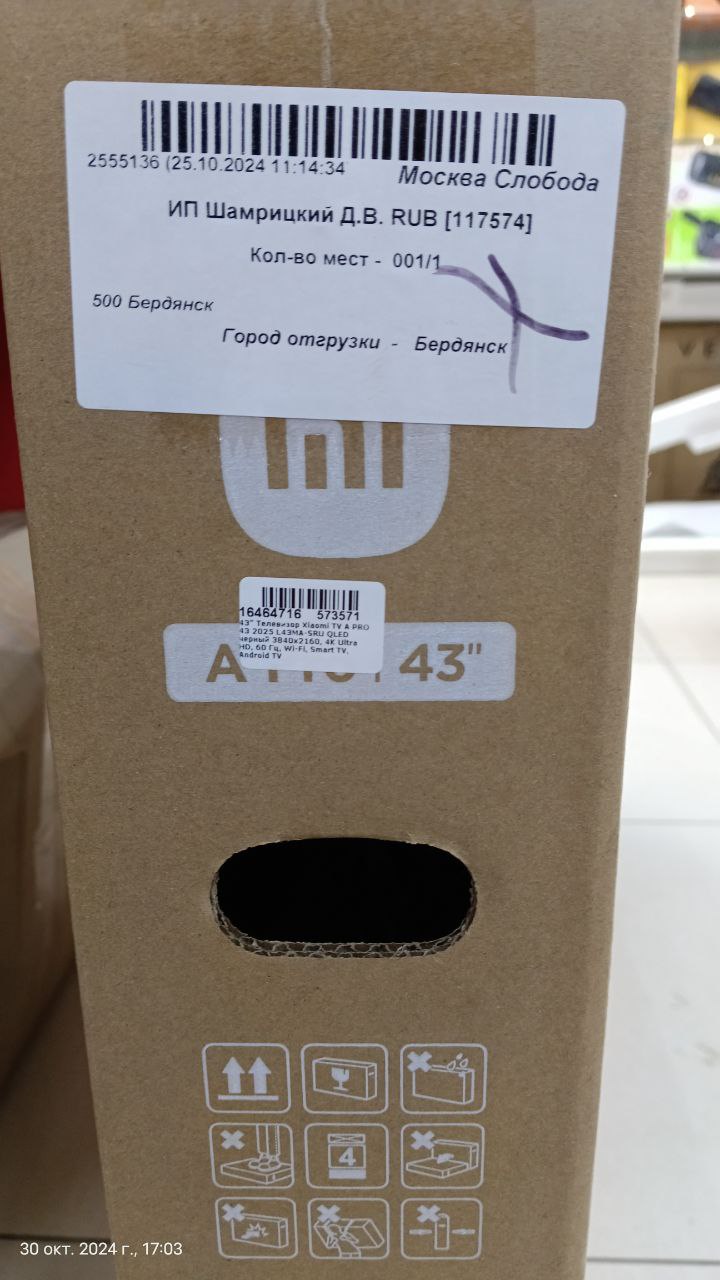 2555136 (25.10.2024 11:14:34
Москва Слобода
ИП Шамрицкий Д.В. RUB [117574]
Кол-во мест - 001/1
500 Бердянск
Город отгрузки - Бердянск
16464716 573571
43" Телевизор Xiaomi TV A PRO
43 2025 L43MA-SRU QLED
черный 3840x2160, 4K Ultra
HD, 60 Гц, Wi-Fi, Smart TV,
Android TV
43"
4
30 окт. 2024 г., 17:03